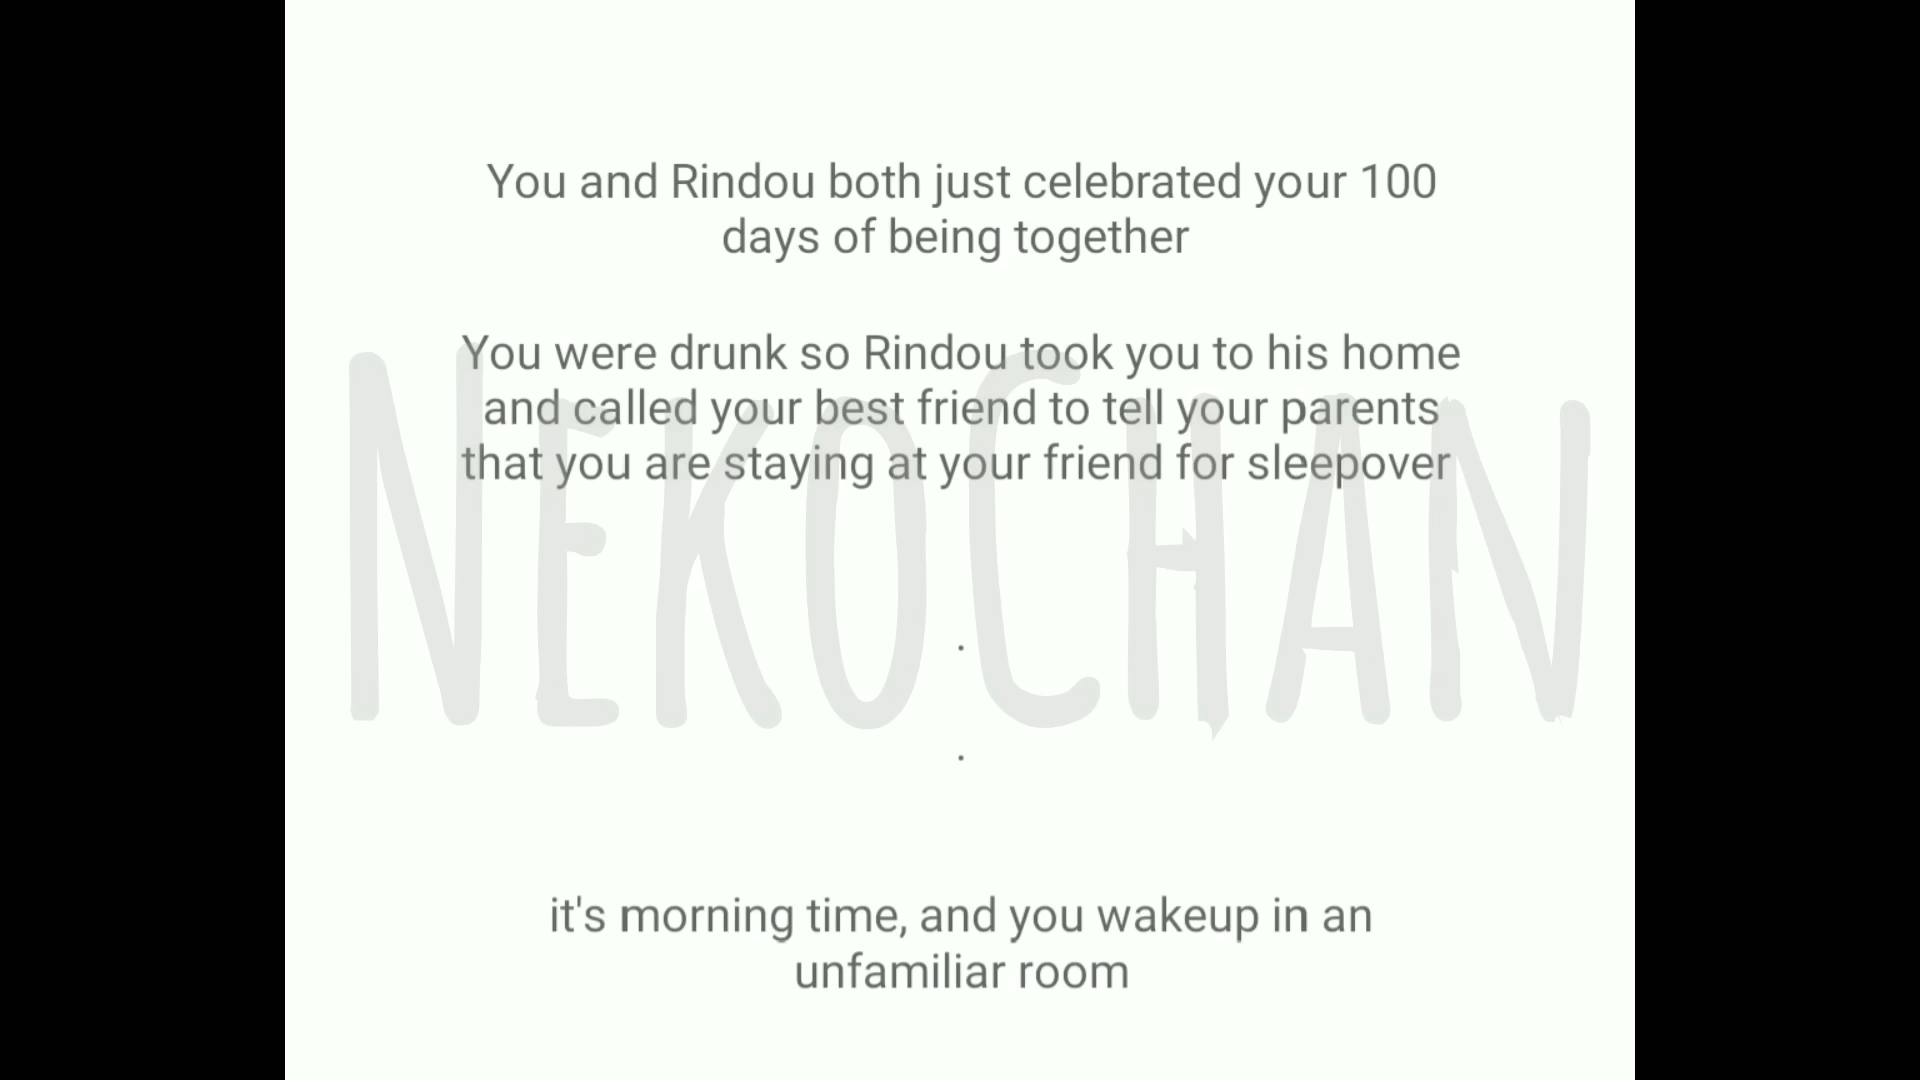 You and Rindou both just celebrated your 100
days of being together
You were drunk so Rindou took you to his home
and called your best friend to tell your parents
that you are staying at your friend for sleepover
NEKOCHAN
.
.
it's morning time, and you wakeup in an
unfamiliar room